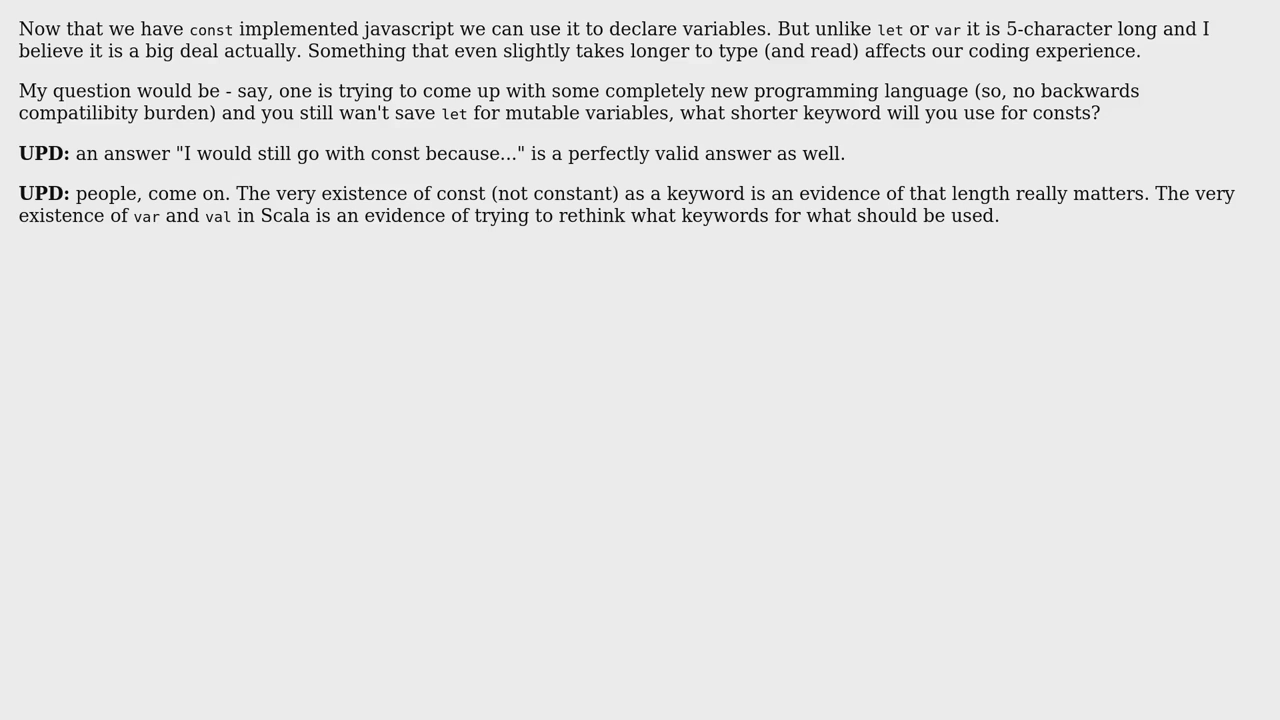 Now that we have const implemented javascript we can use it to declare variables. But unlike let or var it is 5-character long and I
believe it is a big deal actually. Something that even slightly takes longer to type (and read) affects our coding experience.
My question would be - say, one is trying to come up with some completely new programming language (so, no backwards
compatilibity burden) and you still wan't save let for mutable variables, what shorter keyword will you use for consts?
UPD: an answer "I would still go with const because..." is a perfectly valid answer as well.
UPD: people, come on. The very existence of const (not constant) as a keyword is an evidence of that length really matters. The very
existence of var and val in Scala is an evidence of trying to rethink what keywords for what should be used.